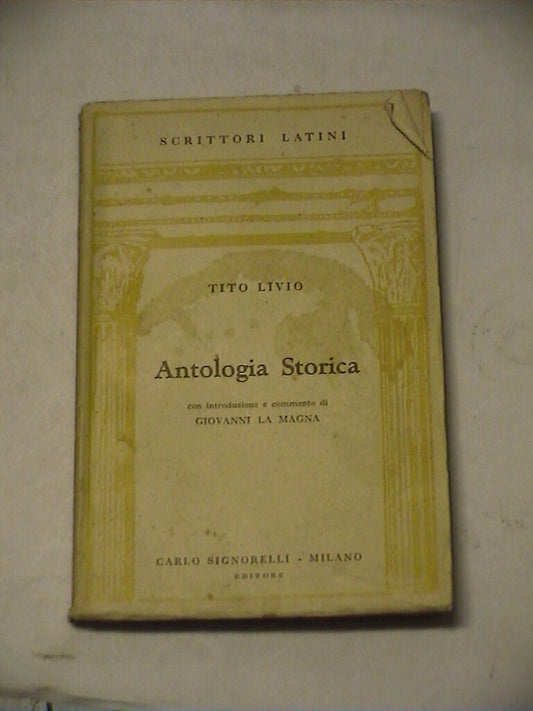 SCRITTORI LATINI
TITO LIVIO
Antologia Storica
con introduzione e commento di
GIOVANNI LA MAGNA
CARLO SIGNORELLI - MILANO
EDITORE